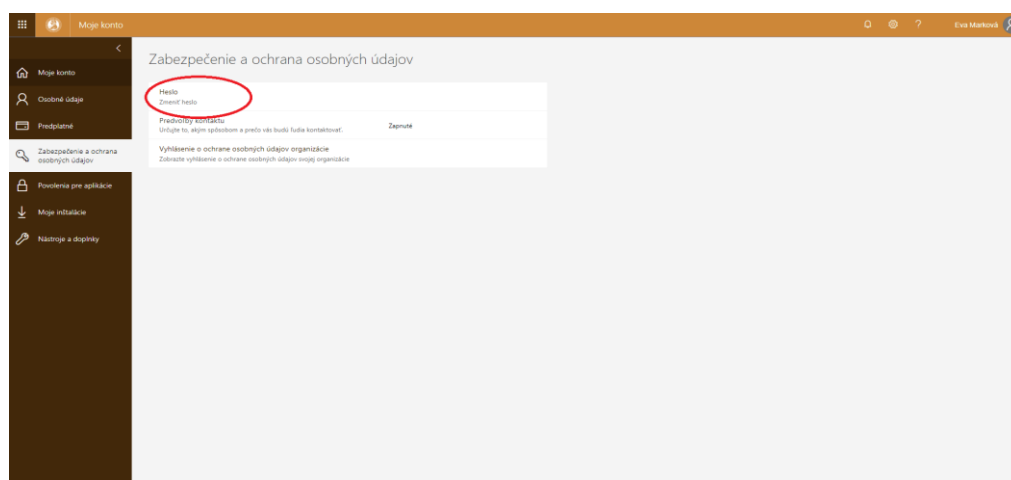 Moje konto
?
Eva Marková
Moje konto
Osobné údaje
Predplatné
Zabezpečenie a ochrana
osobných údajov
Povolenia pre aplikácie
Moje inštalácie
Nástroje a doplnky
Zabezpečenie a ochrana osobných údajov
Heslo
Zmeniť heslo
Predvoľby kontaktu
Určujte to, akým spôsobom a prečo vás budú ľudia kontaktovať.
Zapnuté
Vyhlásenie o ochrane osobných údajov organizácie
Zobrazte vyhlásenie o ochrane osobných údajov svojej organizácie